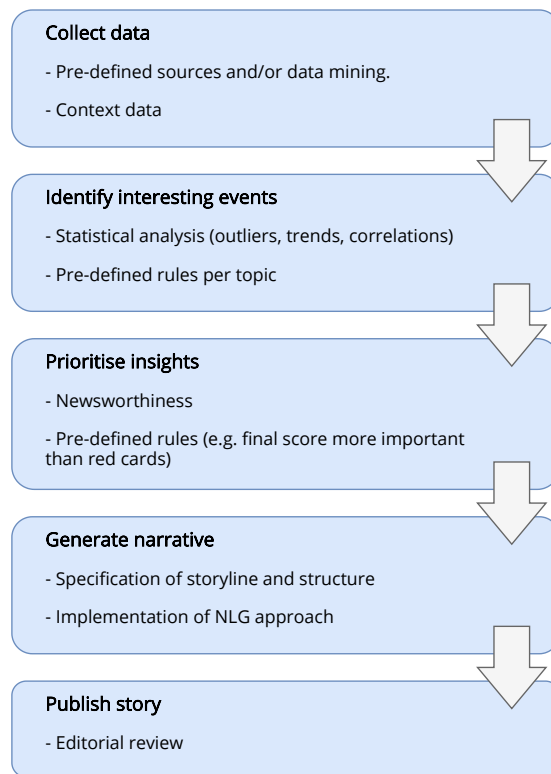 Collect data
- Pre-defined sources and/or data mining.
- Context data
Identify interesting events
- Statistical analysis (outliers, trends, correlations)
- Pre-defined rules per topic
Prioritise insights
- Newsworthiness
- Pre-defined rules (e.g. final score more important
than red cards)
Generate narrative
- Specification of storyline and structure
- Implementation of NLG approach
Publish story
- Editorial review